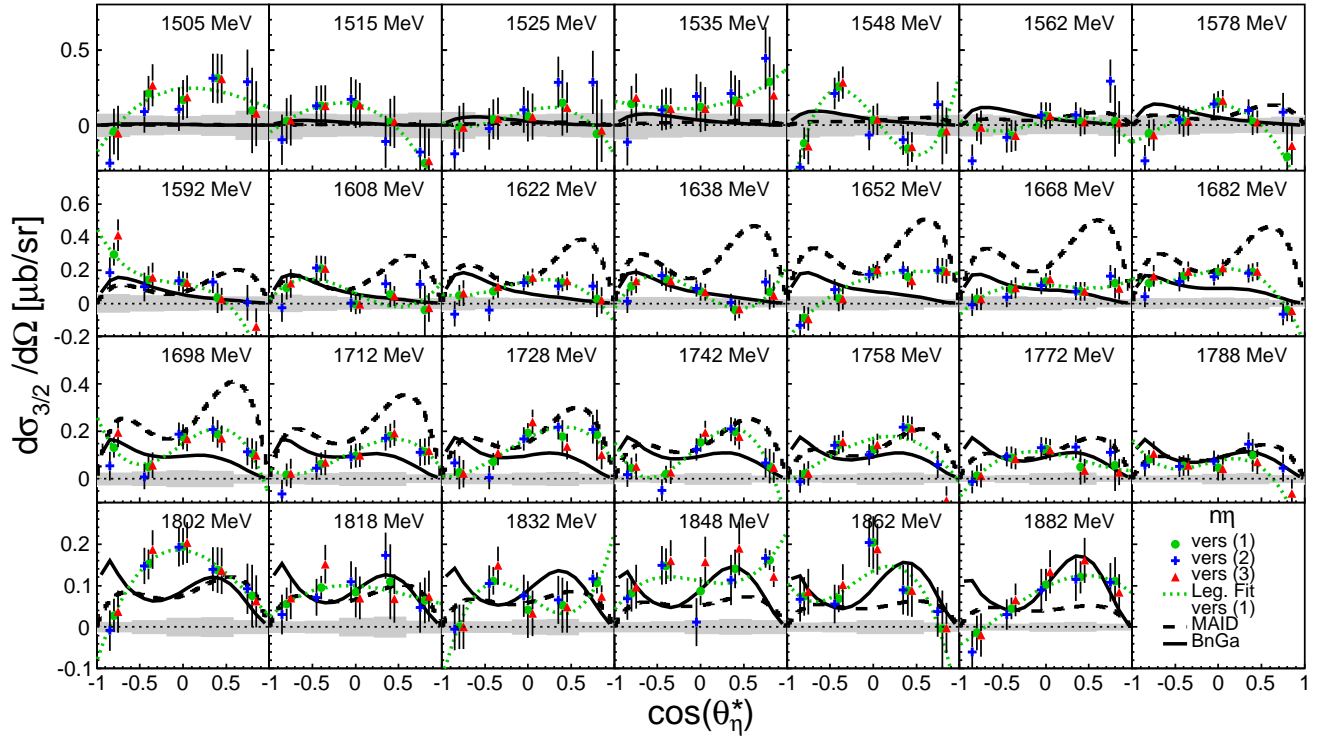 1505 MeV 1515 MeV 1525 MeV 1535 MeV 1548 MeV 1562 MeV 1578 MeV
0.5
0
1592 MeV 1608 MeV 1622 MeV 1638 MeV 1652 MeV 1668 MeV 1682 MeV
0.6
0.4
0.2
0
-0.2
dσ3/2/dΩ [μb/sr]
1698 MeV 1712 MeV 1728 MeV 1742 MeV 1758 MeV 1772 MeV 1788 MeV
0.4
0.2
0
1802 MeV 1818 MeV 1832 MeV 1848 MeV 1862 MeV 1882 MeV
0.2
0.1
0
-0.1
nη
vers (1)
vers (2)
vers (3)
Leg. Fit
vers (1)
MAID
BnGa
-1 -0.5 0 0.5 -1 -0.5 0 0.5 -1 -0.5 0 0.5 -1 -0.5 0 0.5 -1 -0.5 0 0.5 -1 -0.5 0 0.5 -1 -0.5 0 0.5 1
cos(θ*η)